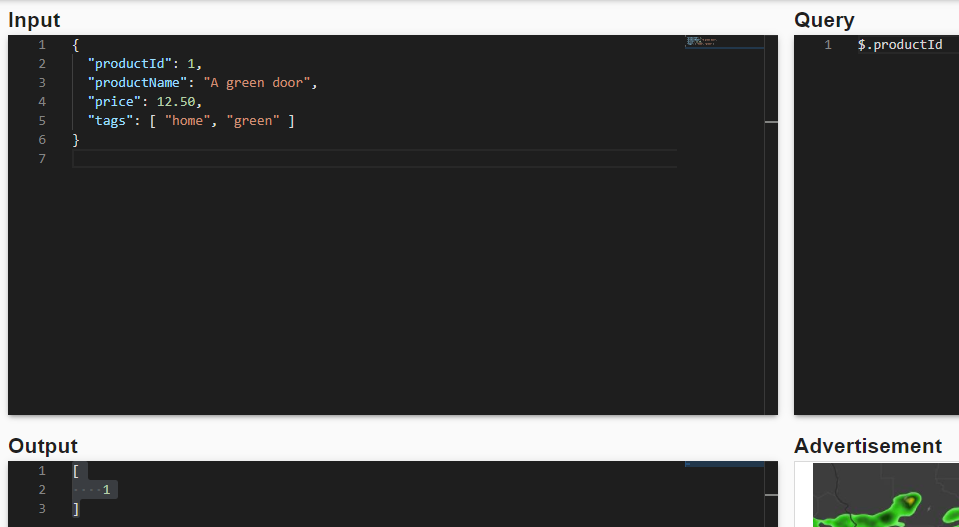 Input
1 {
2   "productId": 1,
3   "productName": "A green door",
4   "price": 12.50,
5   "tags": [ "home", "green" ]
6 }
7
Query
1 $.productId
Output
1 [
2 ····1
3 ]
Advertisement